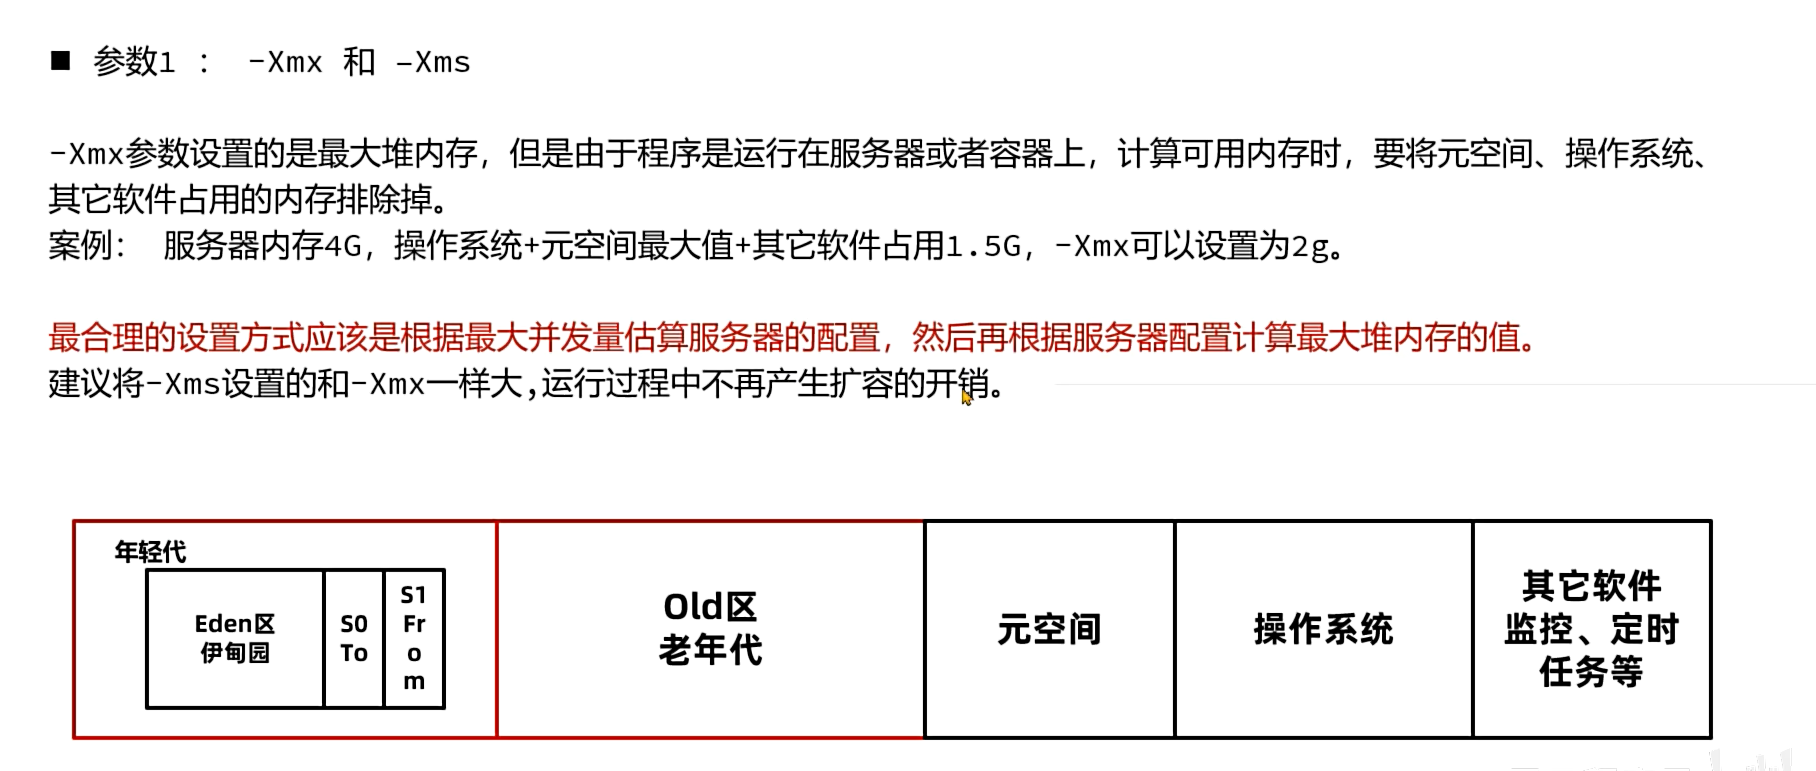 ■ 参数1 ： -Xmx 和 –Xms
-Xmx参数设置的是最大堆内存，但是由于程序是运行在服务器或者容器上，计算可用内存时，要将元空间、操作系统、
其它软件占用的内存排除掉。
案例： 服务器内存4G，操作系统+元空间最大值+其它软件占用1.5G，-Xmx可以设置为2g。
最合理的设置方式应该是根据最大并发量估算服务器的配置，然后再根据服务器配置计算最大堆内存的值。
建议将-Xms设置的和-Xmx一样大,运行过程中不再产生扩容的开销。
年轻代
Eden区
伊甸园
S0
To
S1
Fr
o
m
Old区
老年代
元空间
操作系统
其它软件
监控、定时
任务等